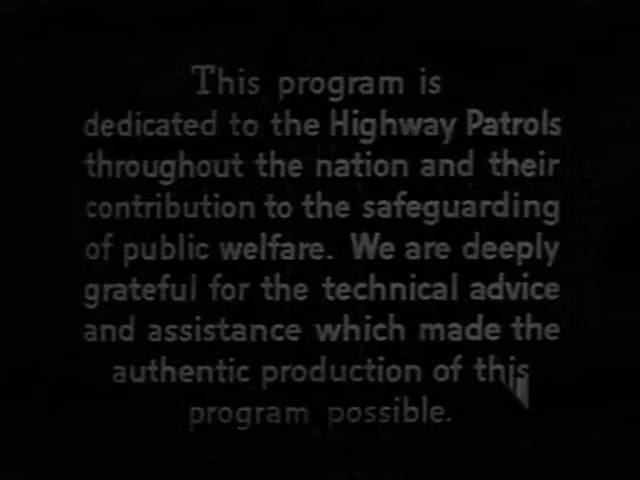 This program is
dedicated to the Highway Patrols
throughout the nation and their
contribution to the safeguarding
of public welfare. We are deeply
grateful for the technical advice
and assistance which made the
authentic production of this
program possible.